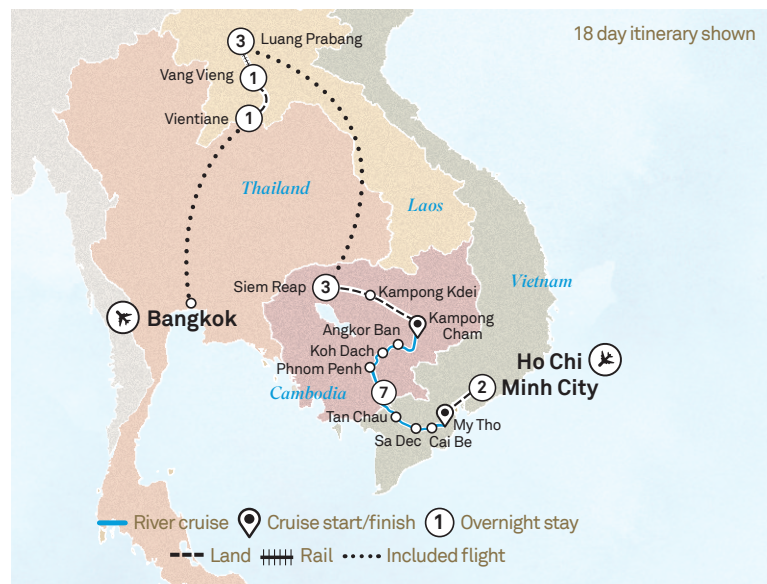 18 day itinerary shown
3 Luang Prabang
Vang Vieng 1
Vientiane 1
Thailand
Laos
Vietnam
Siem Reap 3
Kampong Kdei
Bangkok
Kampong
Cham
Angkor Ban
Koh Dach
Phnom Penh
Ho Chi
Minh City
2
Cambodia
7
Tan Chau
My Tho
Sa Dec
Cai Be
River cruise
Cruise start/finish
1 Overnight stay
Land
Rail
Included flight